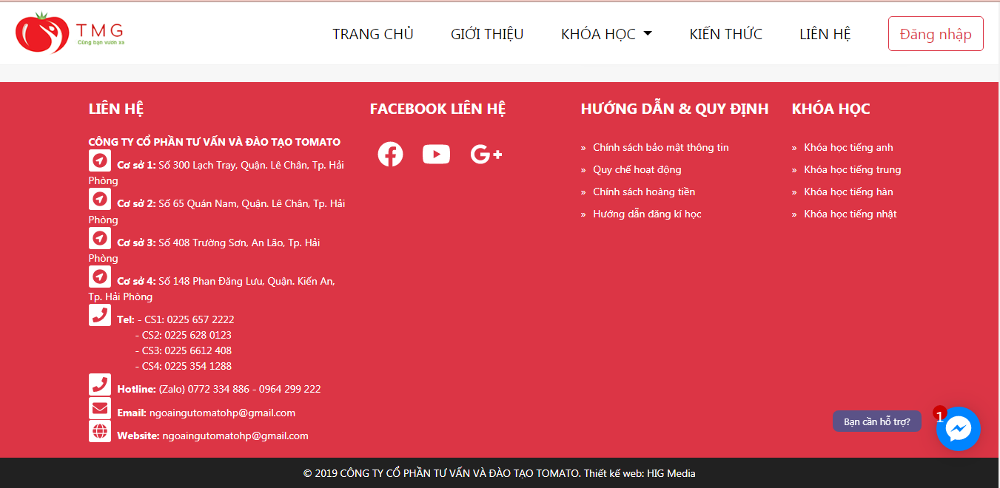 TMG
Cùng bạn vươn xa
TRANG CHỦ
GIỚI THIỆU
KHÓA HỌC
KIẾN THỨC
LIÊN HỆ
Đăng nhập
LIÊN HỆ
CÔNG TY CỔ PHẦN TƯ VẤN VÀ ĐÀO TẠO TOMATO
Cơ sở 1: Số 300 Lạch Tray, Quận. Lê Chân, Tp. Hải
Phòng
Cơ sở 2: Số 65 Quán Nam, Quận. Lê Chân, Tp. Hải
Phòng
Cơ sở 3: Số 408 Trường Sơn, An Lão, Tp. Hải
Phòng
Cơ sở 4: Số 148 Phan Đăng Lưu, Quận. Kiến An,
Tp. Hải Phòng
Tel: - CS1: 0225 657 2222
- CS2: 0225 628 0123
- CS3: 0225 6612 408
- CS4: 0225 354 1288
Hotline: (Zalo) 0772 334 886 - 0964 299 222
Email: ngoaingutomatohp@gmail.com
Website: ngoaingutomatohp@gmail.com
FACEBOOK LIÊN HỆ
G+
HƯỚNG DẪN & QUY ĐỊNH
» Chính sách bảo mật thông tin
» Quy chế hoạt động
» Chính sách hoàng tiền
» Hướng dẫn đăng kí học
KHÓA HỌC
» Khóa học tiếng anh
» Khóa học tiếng trung
» Khóa học tiếng hàn
» Khóa học tiếng nhật
Bạn cần hỗ trợ?
1
© 2019 CÔNG TY CỔ PHẦN TƯ VẤN VÀ ĐÀO TẠO TOMATO. Thiết kế web: HIG Media